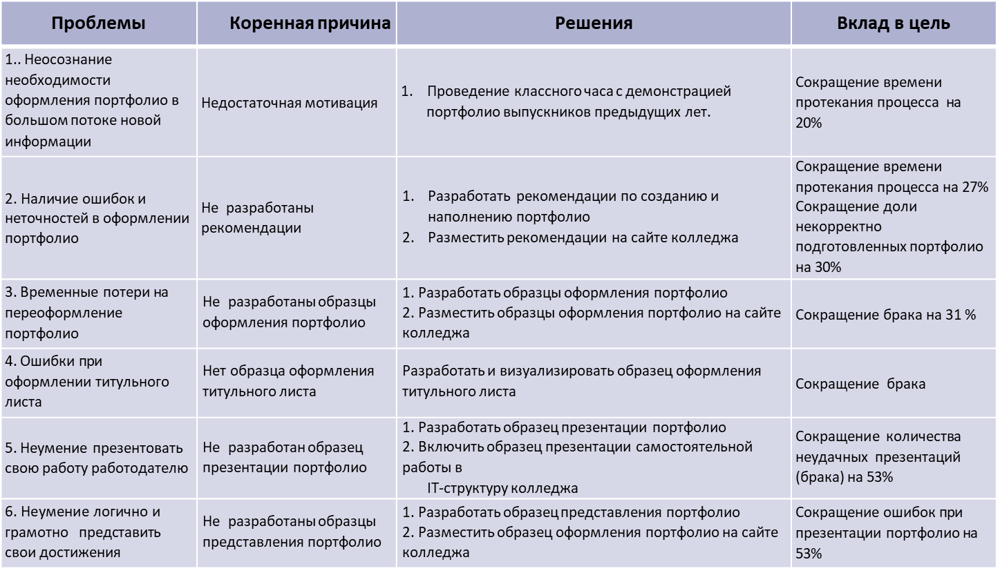 Проблемы
Коренная причина
Решения
Вклад в цель
1.. Неосознание
необходимости
оформления портфолио в
большом потоке новой
информации
Недостаточная мотивация
1. Проведение классного часа с демонстрацией
портфолио выпускников предыдущих лет.
Сокращение времени
протекания процесса на
20%
2. Наличие ошибок и
неточностей в оформлении
портфолио
Не разработаны
рекомендации
1. Разработать рекомендации по созданию и
наполнению портфолио
2. Разместить рекомендации на сайте колледжа
Сокращение времени
протекания процесса на 27%
Сокращение доли
некорректно
подготовленных портфолио
на 30%
3. Временные потери на
переоформление
портфолио
Не разработаны образцы
оформления портфолио
1. Разработать образцы оформления портфолио
2. Разместить образцы оформления портфолио на сайте
колледжа
Сокращение брака на 31 %
4. Ошибки при
оформлении титульного
листа
Нет образца оформления
титульного листа
Разработать и визуализировать образец оформления
титульного листа
Сокращение брака
5. Неумение презентовать
свою работу работодателю
Не разработан образец
презентации портфолио
1. Разработать образец презентации портфолио
2. Включить образец презентации самостоятельной
работы в
IT-структуру колледжа
Сокращение количества
неудачных презентаций
(брака) на 53%
6. Неумение логично и
грамотно представить
свои достижения
Не разработаны образцы
представления портфолио
1. Разработать образец представления портфолио
2. Разместить образец оформления портфолио на сайте
колледжа
Сокращение ошибок при
презентации портфолио на
53%